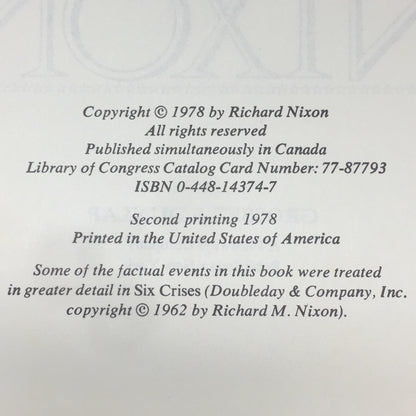 NIXON
Copyright © 1978 by Richard Nixon
All rights reserved
Published simultaneously in Canada
Library of Congress Catalog Card Number: 77-87793
ISBN 0-448-14374-7
Second printing 1978
Printed in the United States of America
Some of the factual events in this book were treated
in greater detail in Six Crises (Doubleday & Company, Inc.
copyright © 1962 by Richard M. Nixon).